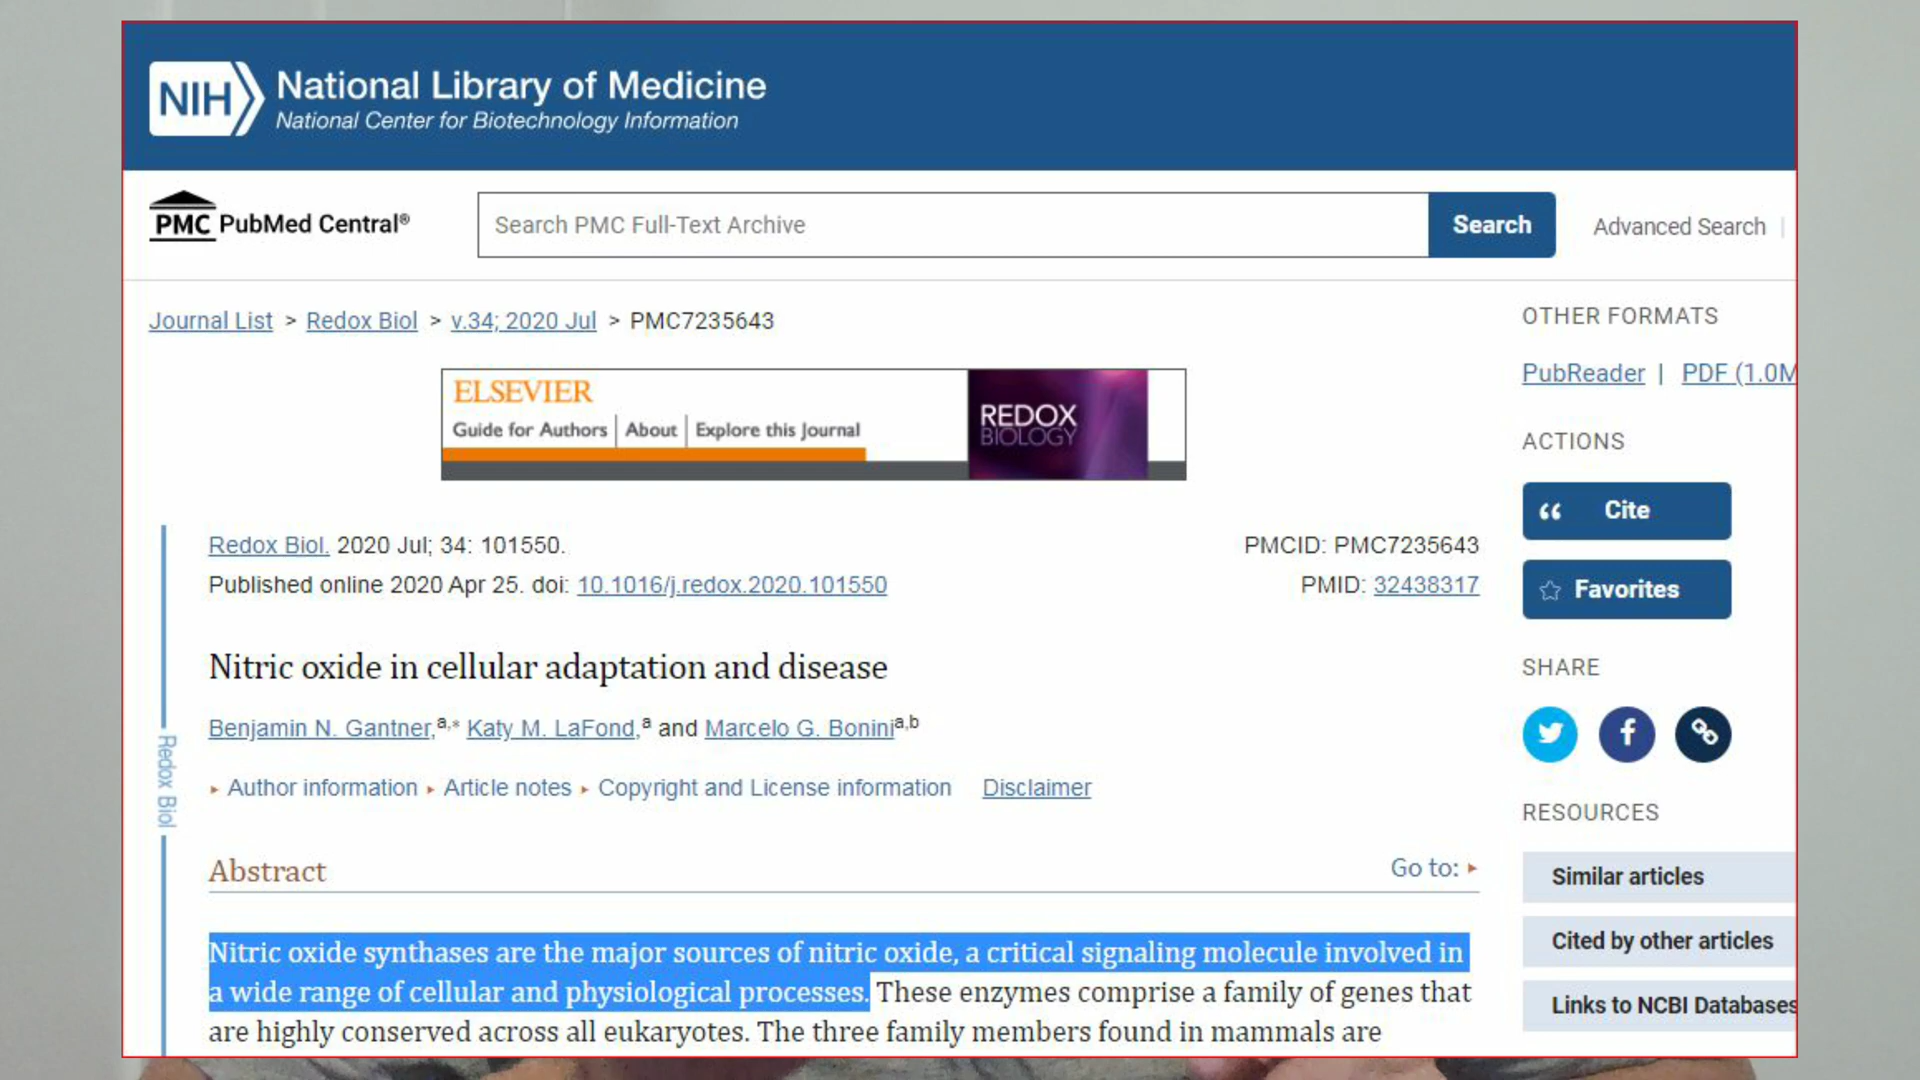 NIH National Library of Medicine
National Center for Biotechnology Information
PMC PubMed Central®
Search PMC Full-Text Archive
Search
Advanced Search
Journal List > Redox Biol > v.34; 2020 Jul > PMC7235643
ELSEVIER
Guide for Authors About Explore this Journal
REDOX
BIOLOGY
Redox Biol. 2020 Jul; 34: 101550.
PMCID: PMC7235643
Published online 2020 Apr 25. doi: 10.1016/j.redox.2020.101550
PMID: 32438317
Nitric oxide in cellular adaptation and disease
Benjamin N. Gantner,a,* Katy M. LaFond,a and Marcelo G. Boninia,b
Author information Article notes Copyright and License information Disclaimer
Redox Biol
Abstract
Go to:
Nitric oxide synthases are the major sources of nitric oxide, a critical signaling molecule involved in
a wide range of cellular and physiological processes. These enzymes comprise a family of genes that
are highly conserved across all eukaryotes. The three family members found in mammals are
OTHER FORMATS
PubReader | PDF (1.0M
ACTIONS
Cite
Favorites
SHARE
RESOURCES
Similar articles
Cited by other articles
Links to NCBI Databases